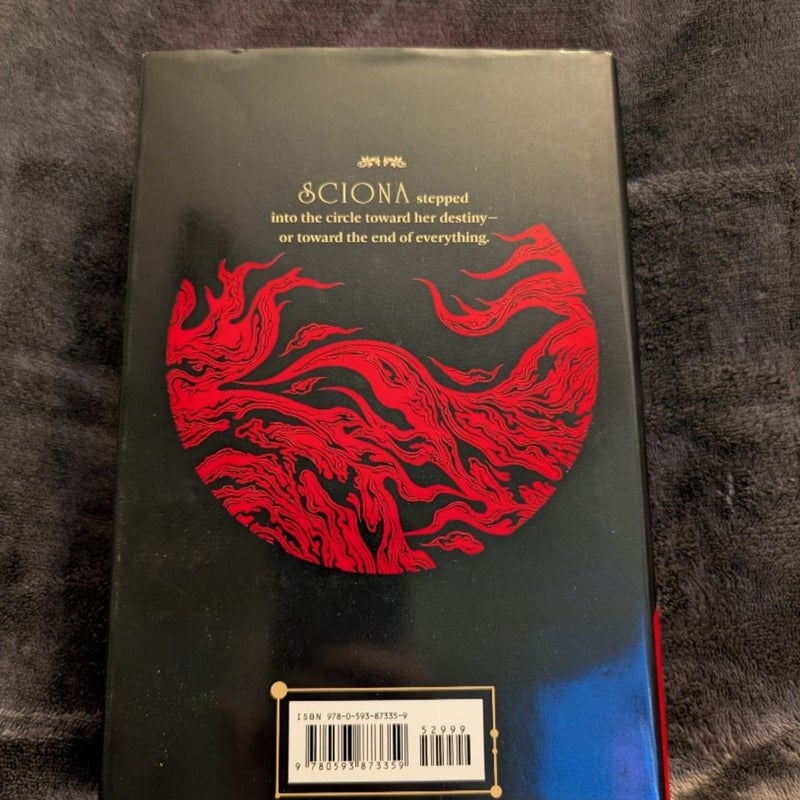 SCIONA stepped
into the circle toward her destiny—
or toward the end of everything.
ISBN 978-0-593-87335-9
52999
9 780593 873359